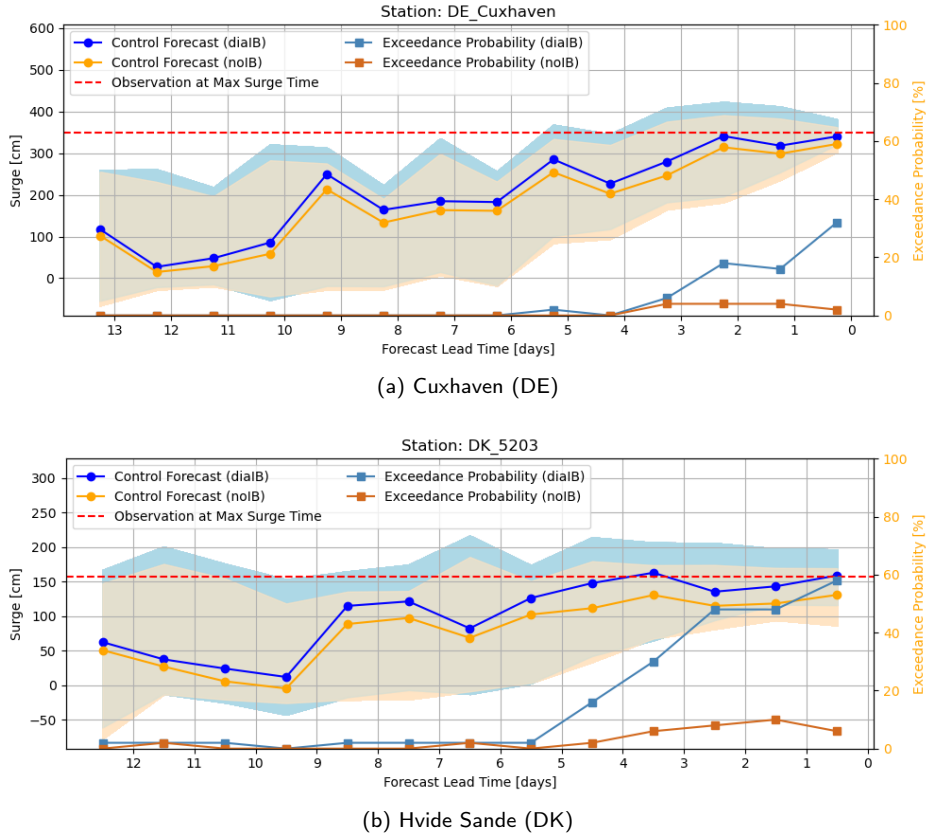 Station: DE_Cuxhaven
Control Forecast (diaIB)
Control Forecast (noIB)
Observation at Max Surge Time
Exceedance Probability (diaIB)
Exceedance Probability (noIB)
Surge [cm]
600
500
400
300
200
100
0
Exceedance Probability [%]
100
80
60
40
20
0
13 12 11 10 9 8 7 6 5 4 3 2 1 0
Forecast Lead Time [days]
(a) Cuxhaven (DE)
Station: DK_5203
Control Forecast (diaIB)
Control Forecast (noIB)
Observation at Max Surge Time
Exceedance Probability (diaIB)
Exceedance Probability (noIB)
Surge [cm]
300
250
200
150
100
50
0
−50
Exceedance Probability [%]
100
80
60
40
20
0
12 11 10 9 8 7 6 5 4 3 2 1 0
Forecast Lead Time [days]
(b) Hvide Sande (DK)